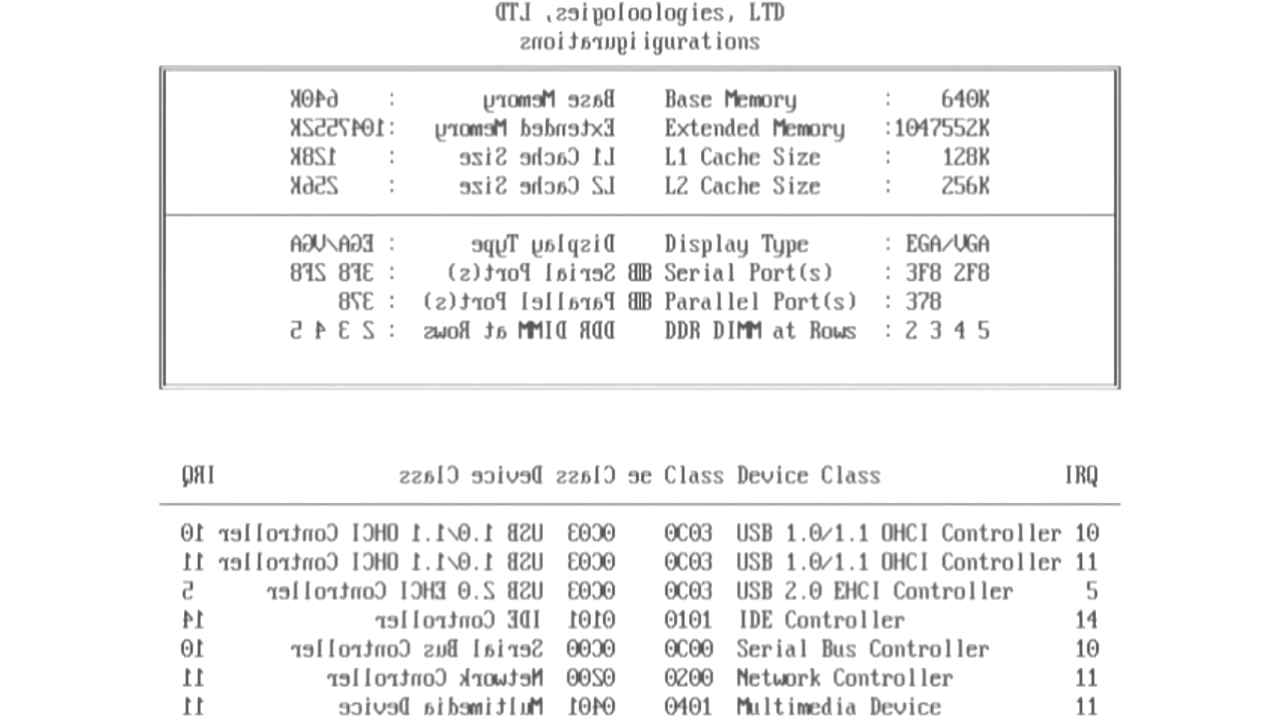 ologies, LTD
igurations
Base Memory : 640K
Extended Memory :1047552K
L1 Cache Size : 128K
L2 Cache Size : 256K
Display Type : EGA/VGA
Serial Port(s) : 3F8 2F8
Parallel Port(s) : 378
DDR DIMM at Rows : 2 3 4 5
e Class Device Class IRQ
0C03 USB 1.0/1.1 OHCI Controller 10
0C03 USB 1.0/1.1 OHCI Controller 11
0C03 USB 2.0 EHCI Controller 5
0101 IDE Controller 14
0C00 Serial Bus Controller 10
0200 Network Controller 11
0401 Multimedia Device 11